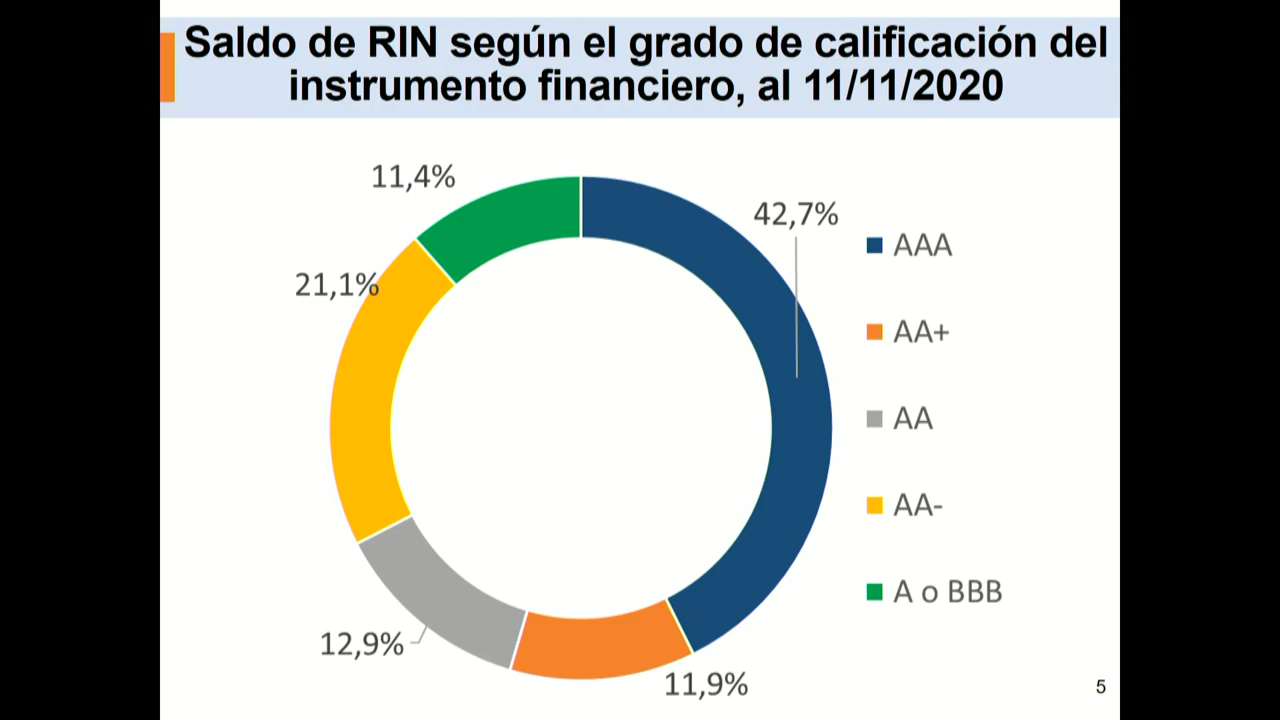 Saldo de RIN según el grado de calificación del
instrumento financiero, al 11/11/2020
11,4%
42,7%
21,1%
12,9%
11,9%
AAA
AA+
AA
AA-
A o BBB
5